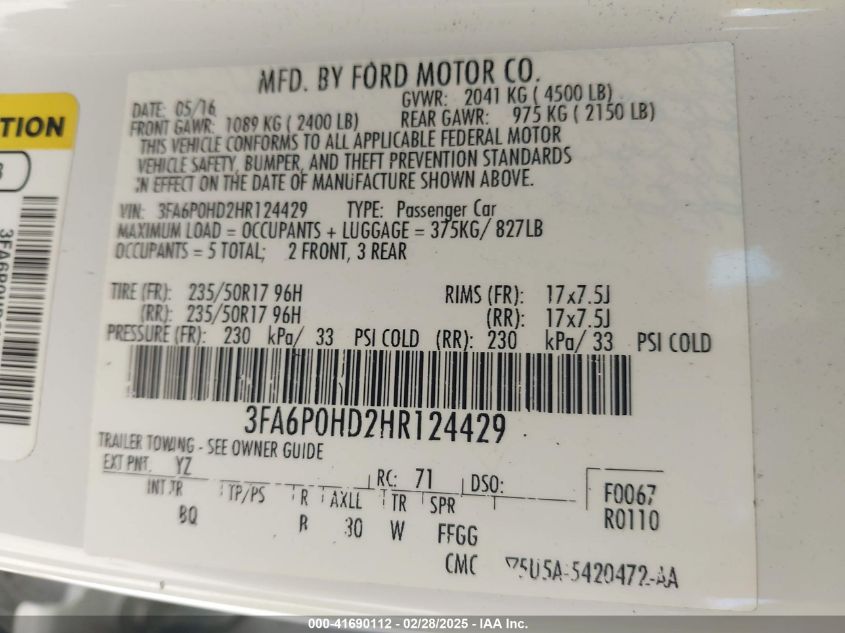 MFD. BY FORD MOTOR CO.
DATE: 05/16 GVWR: 2041 KG ( 4500 LB)
FRONT GAWR: 1089 KG ( 2400 LB) REAR GAWR: 975 KG ( 2150 LB)
THIS VEHICLE CONFORMS TO ALL APPLICABLE FEDERAL MOTOR
VEHICLE SAFETY, BUMPER, AND THEFT PREVENTION STANDARDS
IN EFFECT ON THE DATE OF MANUFACTURE SHOWN ABOVE.
VIN: 3FA6P0HD2HR124429 TYPE: Passenger Car
MAXIMUM LOAD = OCCUPANTS + LUGGAGE = 375KG/ 827LB
OCCUPANTS = 5 TOTAL; 2 FRONT, 3 REAR
TIRE (FR): 235/50R17 96H RIMS (FR): 17x7.5J
(RR): 235/50R17 96H (RR): 17x7.5J
PRESSURE (FR): 230 kPa/ 33 PSI COLD (RR): 230 kPa/ 33 PSI COLD
3FA6P0HD2HR124429
TRAILER TOWING - SEE OWNER GUIDE
EXT PNT: YZ RC: 71 DSO: F0067
INT TR TP/PS R AXLE TR SPR R0110
BQ B 30 W FFGG
CMC 5U5A-5420472-AA
TION
3
3FA6P0HD
000-41690112 - 02/28/2025 - IAA Inc.